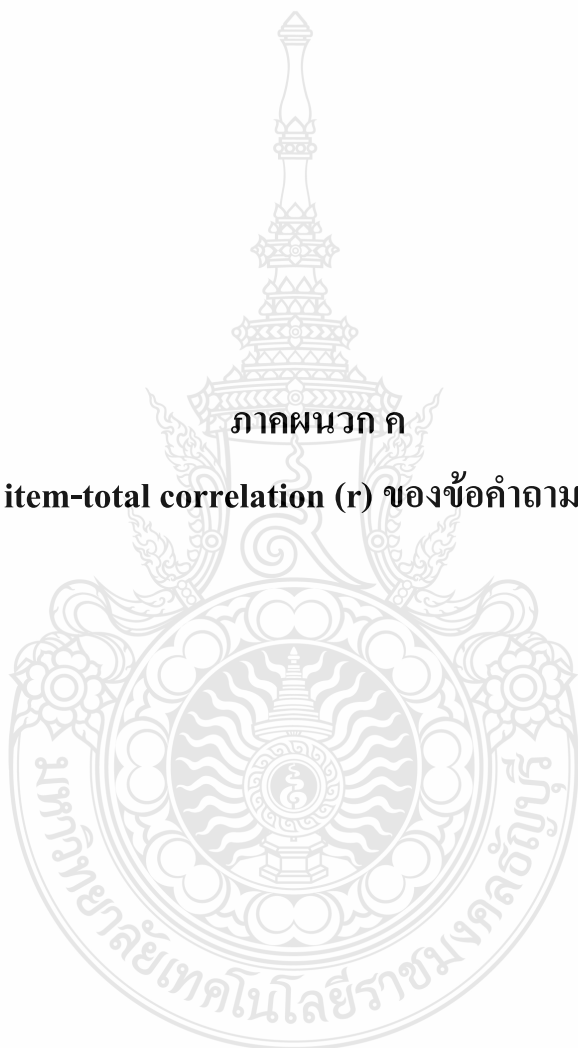 ภาคผนวก ค
item-total correlation (r) ของข้อคำถาม
มหาวิทยาลัยเทคโนโลยีราชมงคลธัญบุรี